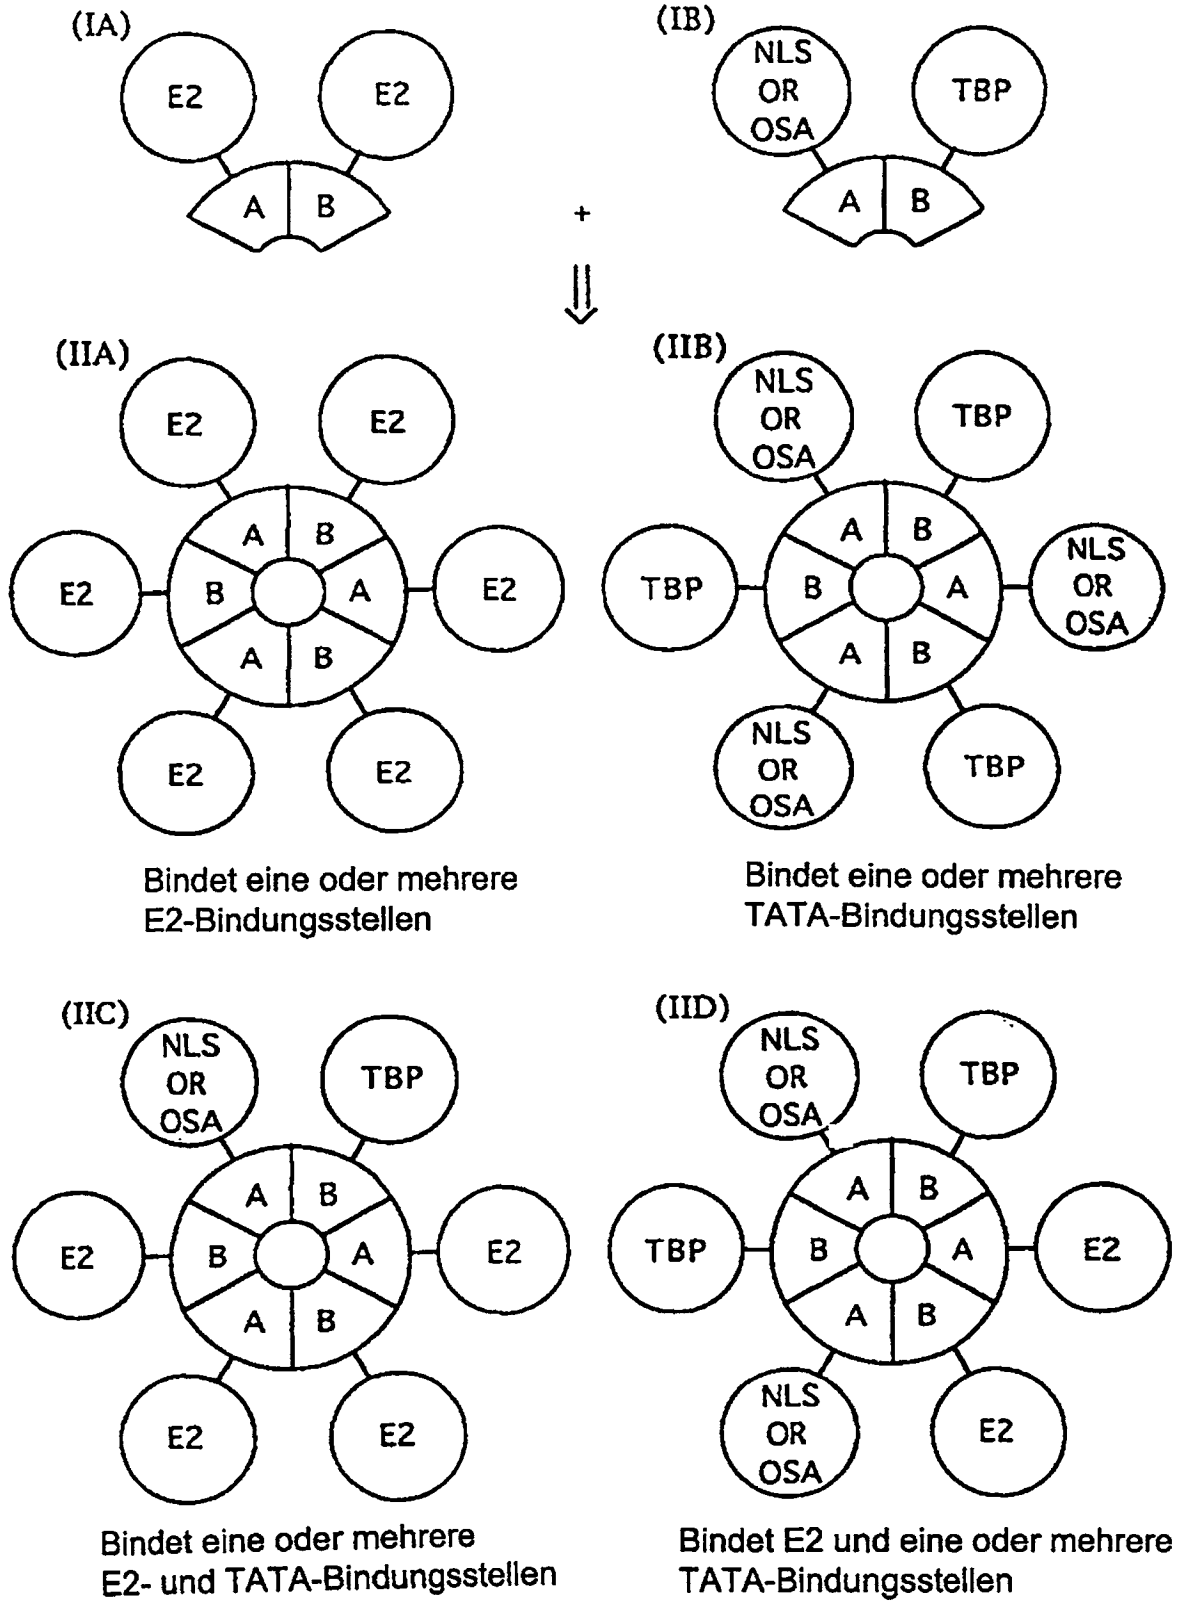 (IA)
E2
E2
A
B
+
(IB)
NLS
OR
OSA
TBP
A
B
(IIA)
E2
E2
E2
E2
E2
E2
A
B
B
A
A
B
Bindet eine oder mehrere
E2-Bindungsstellen
(IIB)
NLS
OR
OSA
TBP
TBP
NLS
OR
OSA
NLS
OR
OSA
TBP
A
B
B
A
A
B
Bindet eine oder mehrere
TATA-Bindungsstellen
(IIC)
NLS
OR
OSA
TBP
E2
E2
E2
E2
A
B
B
A
A
B
Bindet eine oder mehrere
E2- und TATA-Bindungsstellen
(IID)
NLS
OR
OSA
TBP
TBP
E2
NLS
OR
OSA
E2
A
B
B
A
A
B
Bindet E2 und eine oder mehrere
TATA-Bindungsstellen